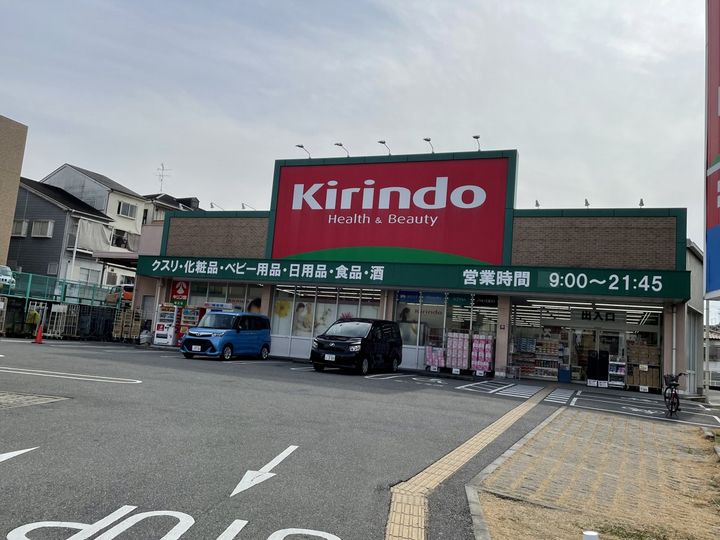 Kirindo
Health & Beauty
クスリ・化粧品・ベビー用品・日用品・食品・酒
営業時間 9:00～21:45
Kirindo
出入口